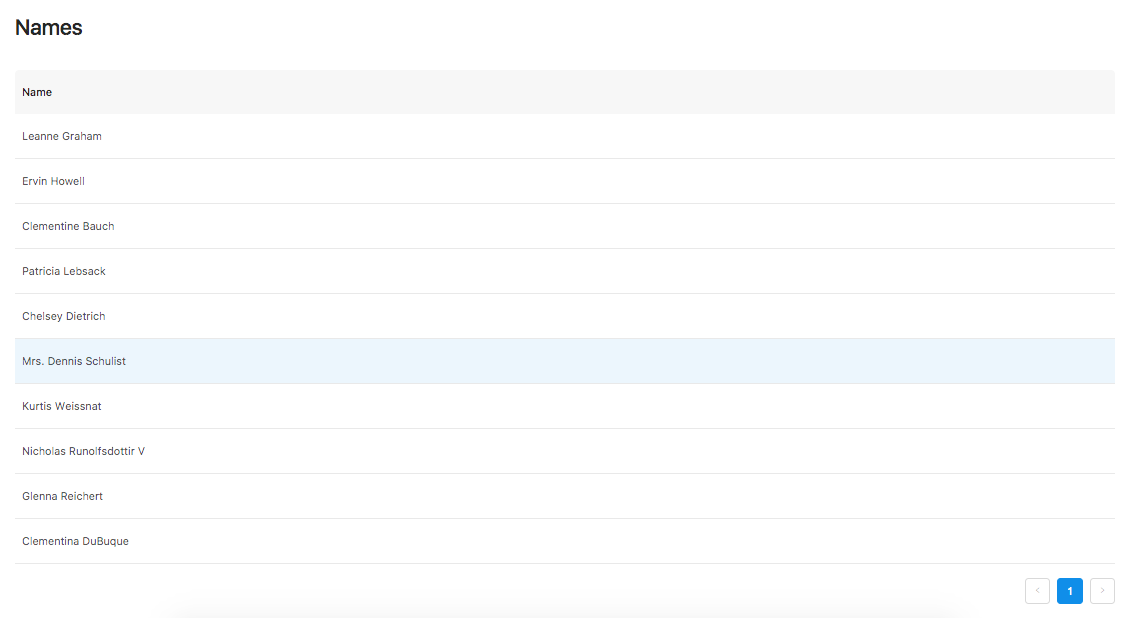 Names
Name
Leanne Graham
Ervin Howell
Clementine Bauch
Patricia Lebsack
Chelsey Dietrich
Mrs. Dennis Schulist
Kurtis Weissnat
Nicholas Runolfsdottir V
Glenna Reichert
Clementina DuBuque
< 1 >